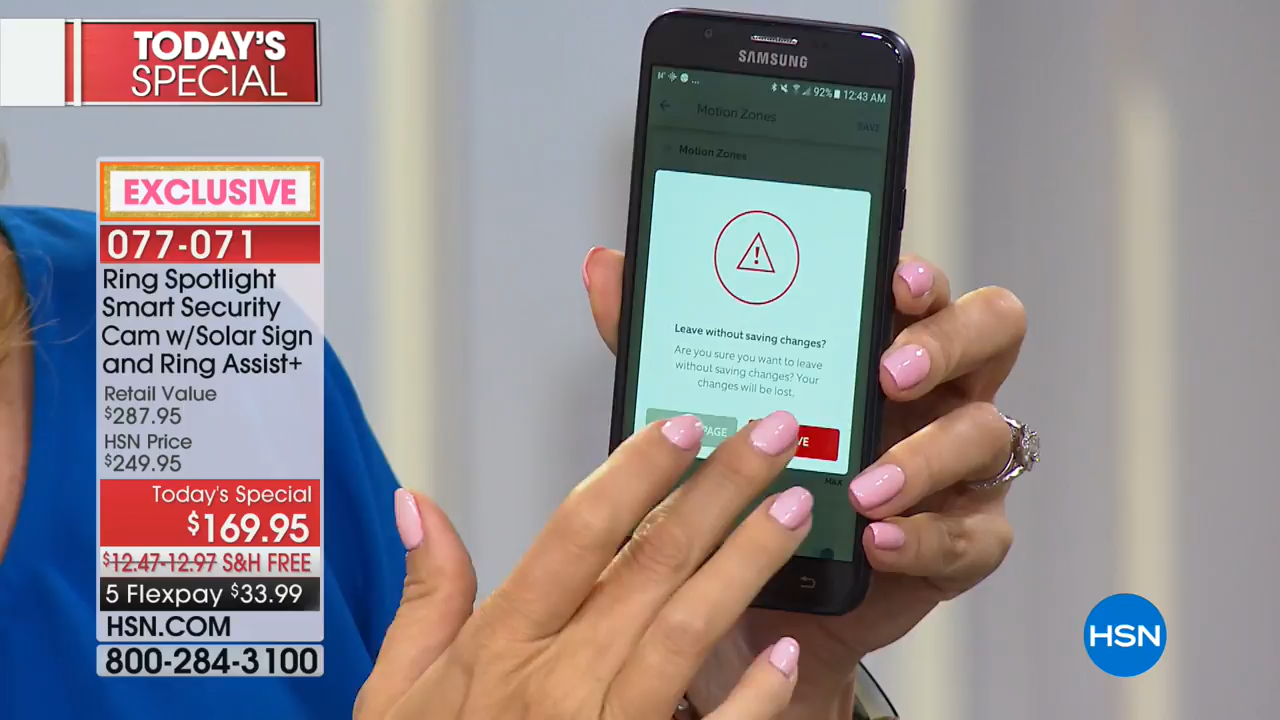 TODAY'S
SPECIAL
EXCLUSIVE
077-071
Ring Spotlight
Smart Security
Cam w/Solar Sign
and Ring Assist+
Retail Value
$287.95
HSN Price
$249.95
Today's Special
$169.95
$12.47-12.97 S&H FREE
5 Flexpay $33.99
HSN.COM
800-284-3100
SAMSUNG
92% 12:43 AM
Motion Zones
SAVE
Motion Zones
Leave without saving changes?
Are you sure you want to leave
without saving changes? Your
changes will be lost.
PAGE
MAX
HSN